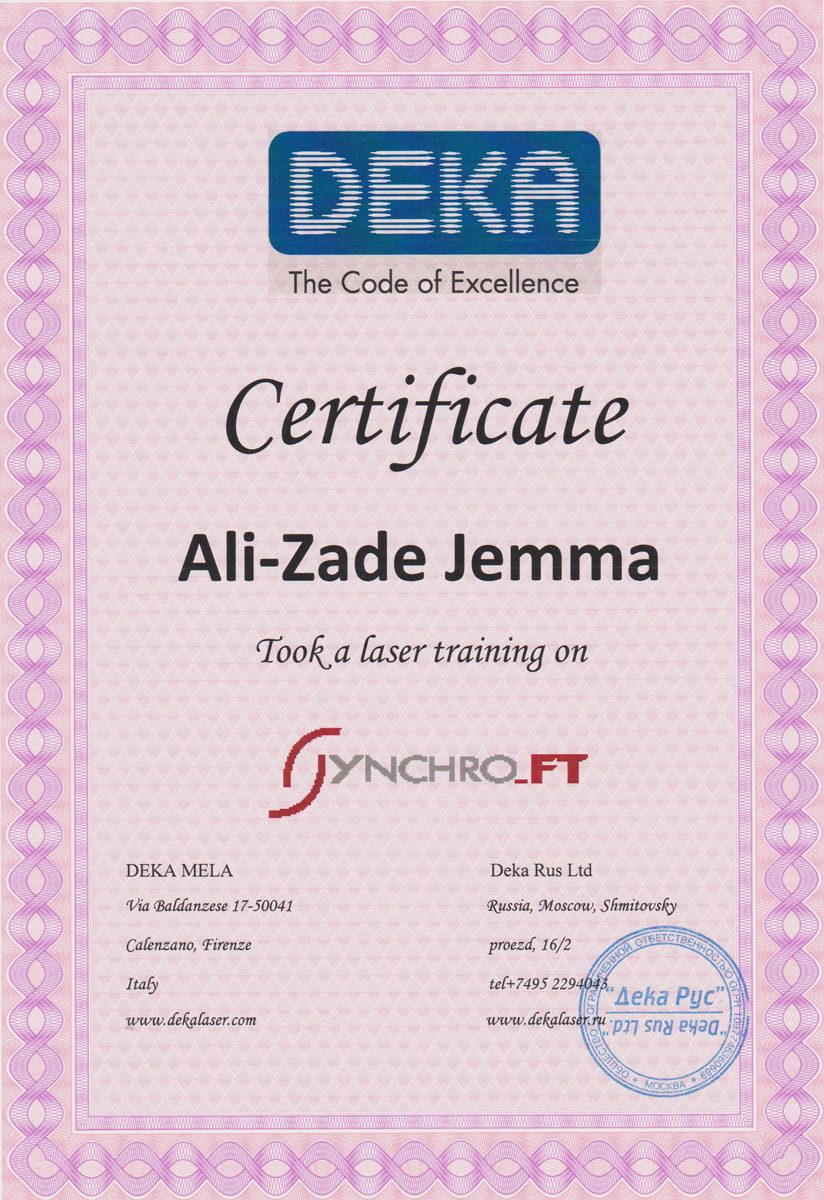 DEKA
The Code of Excellence
Certificate
Ali-Zade Jemma
Took a laser training on
SYNCHRO_FT
DEKA MELA
Via Baldanzese 17-50041
Calenzano, Firenze
Italy
www.dekalaser.com
Deka Rus Ltd
Russia, Moscow, Shmitovsky
proezd, 16/2
tel+7495 2294043
www.dekalaser.ru
ОБЩЕСТВО ОГРАНИЧЕННОЙ ОТВЕТСТВЕННОСТЬЮ ОГРН
"Дека Рус"
"Deka Rus Ltd."
* МОСКВА *